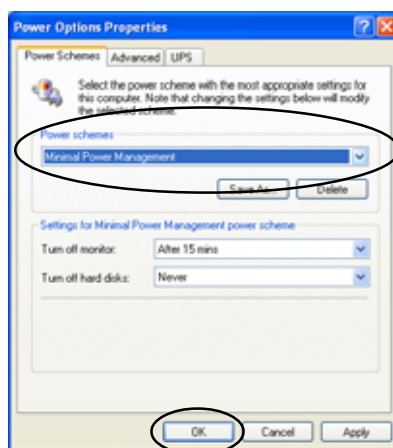 Power Options Properties
Power Schemes Advanced UPS
Select the power scheme with the most appropriate settings for
this computer. Note that changing the settings below will modify
the selected scheme.
Power schemes
Minimal Power Management
Save As... Delete
Settings for Minimal Power Management power scheme
Turn off monitor: After 15 mins
Turn off hard disks: Never
OK Cancel Apply